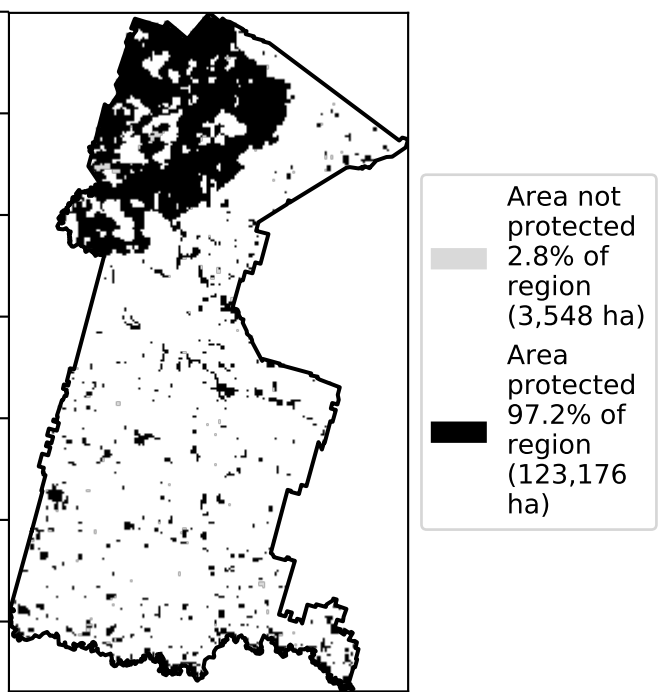 Area not
protected
2.8% of
region
(3,548 ha)
Area
protected
97.2% of
region
(123,176
ha)